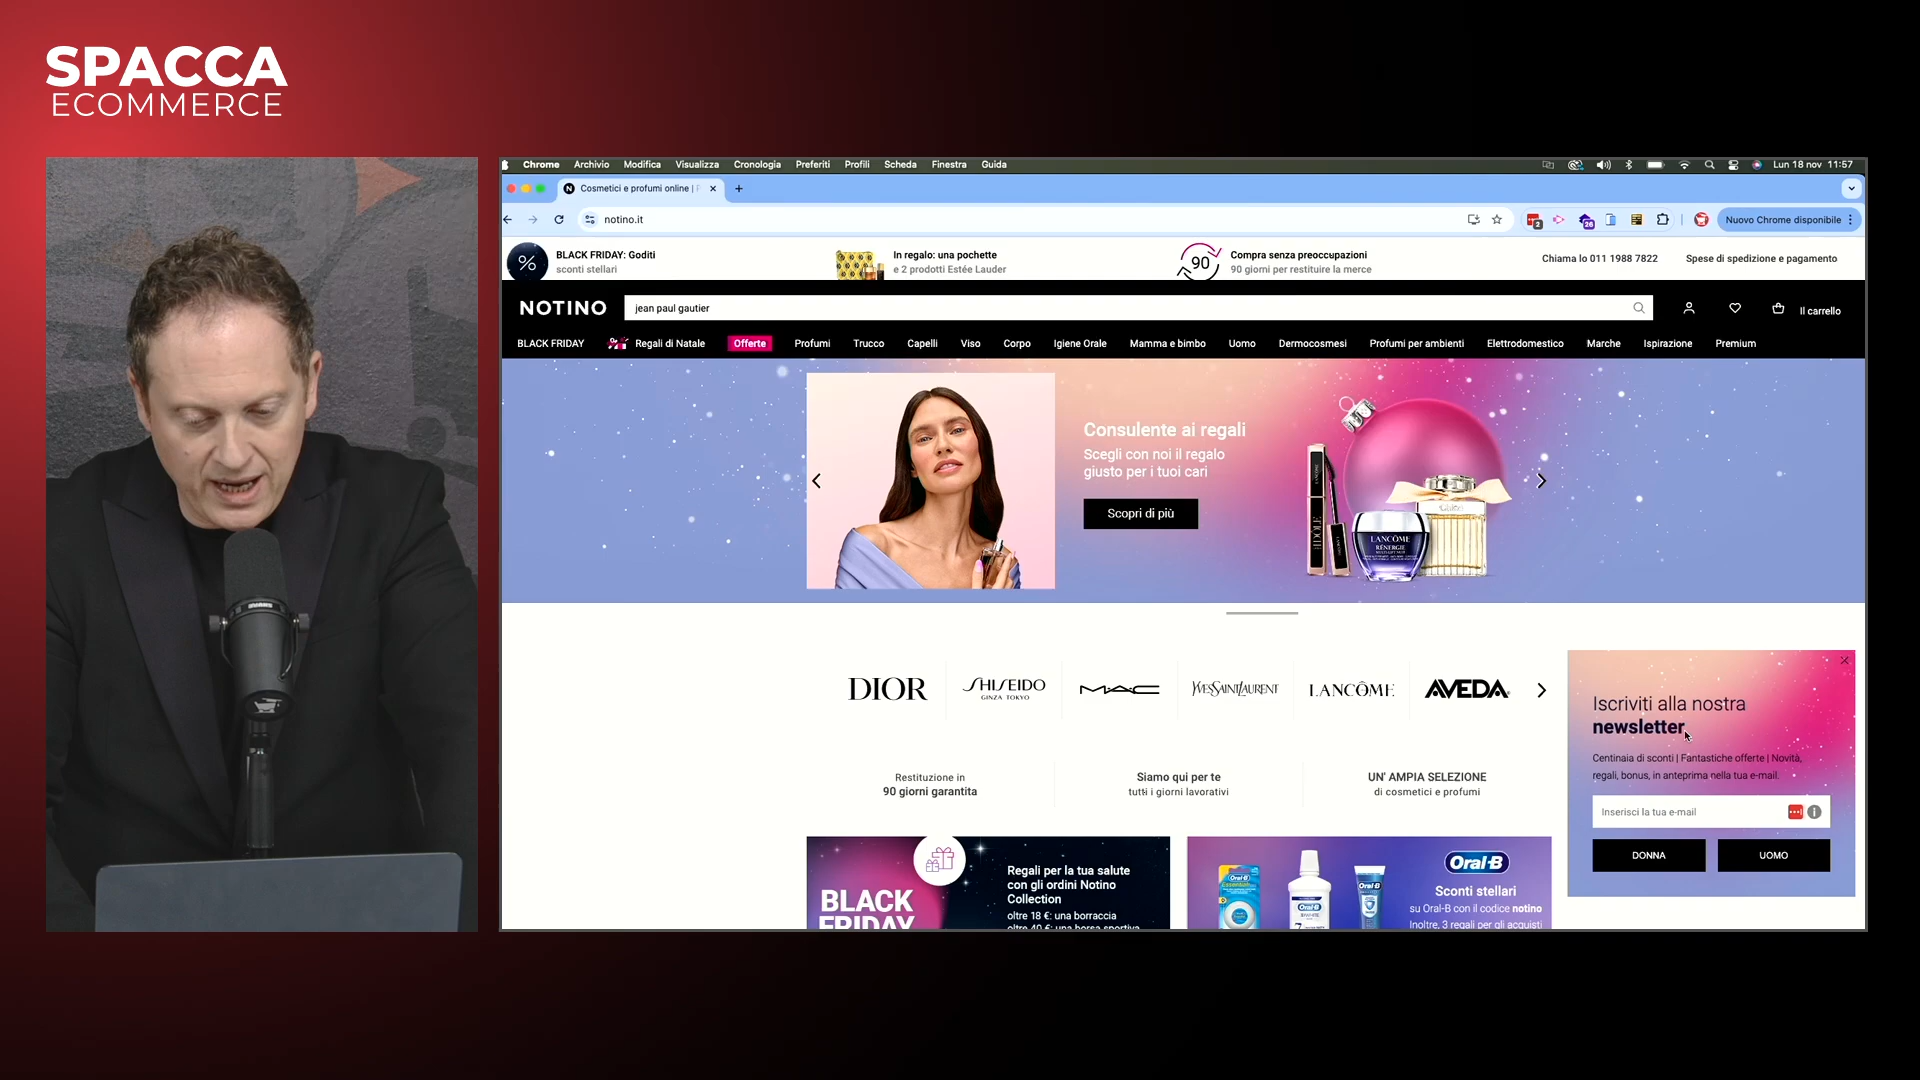 SPACCA
ECOMMERCE
Chrome Archivio Modifica Visualizza Cronologia Preferiti Profili Scheda Finestra Guida
Lun 18 nov 11:57
Cosmetici e profumi online |
notino.it
2
26
Nuovo Chrome disponibile
%
BLACK FRIDAY: Goditi
sconti stellari
In regalo: una pochette
e 2 prodotti Estée Lauder
90
Compra senza preoccupazioni
90 giorni per restituire la merce
Chiama lo 011 1988 7822
Spese di spedizione e pagamento
NOTINO
jean paul gautier
Il carrello
BLACK FRIDAY Regali di Natale Offerte Profumi Trucco Capelli Viso Corpo Igiene Orale Mamma e bimbo Uomo Dermocosmesi Profumi per ambienti Elettrodomestico Marche Ispirazione Premium
Consulente ai regali
Scegli con noi il regalo
giusto per i tuoi cari
Scopri di più
LANCÔME
RÉNERGIE
Chloé
DIOR
SHISEIDO
GINZA TOKYO
MAC
YVESSAINTLAURENT
LANCÔME
AVEDA
Iscriviti alla nostra
newsletter
Centinaia di sconti | Fantastiche offerte | Novità,
regali, bonus, in anteprima nella tua e-mail.
Inserisci la tua e-mail
DONNA
UOMO
Restituzione in
90 giorni garantita
Siamo qui per te
tutti i giorni lavorativi
UN' AMPIA SELEZIONE
di cosmetici e profumi
BLACK
FRIDAY
Regali per la tua salute
con gli ordini Notino
Collection
oltre 18 €: una borraccia
oltre 40 €: una borsa sportiva
Oral-B
Oral-B
Oral-B
Oral-B
Sconti stellari
su Oral-B con il codice notino
Inoltre, 3 regali per gli acquisti